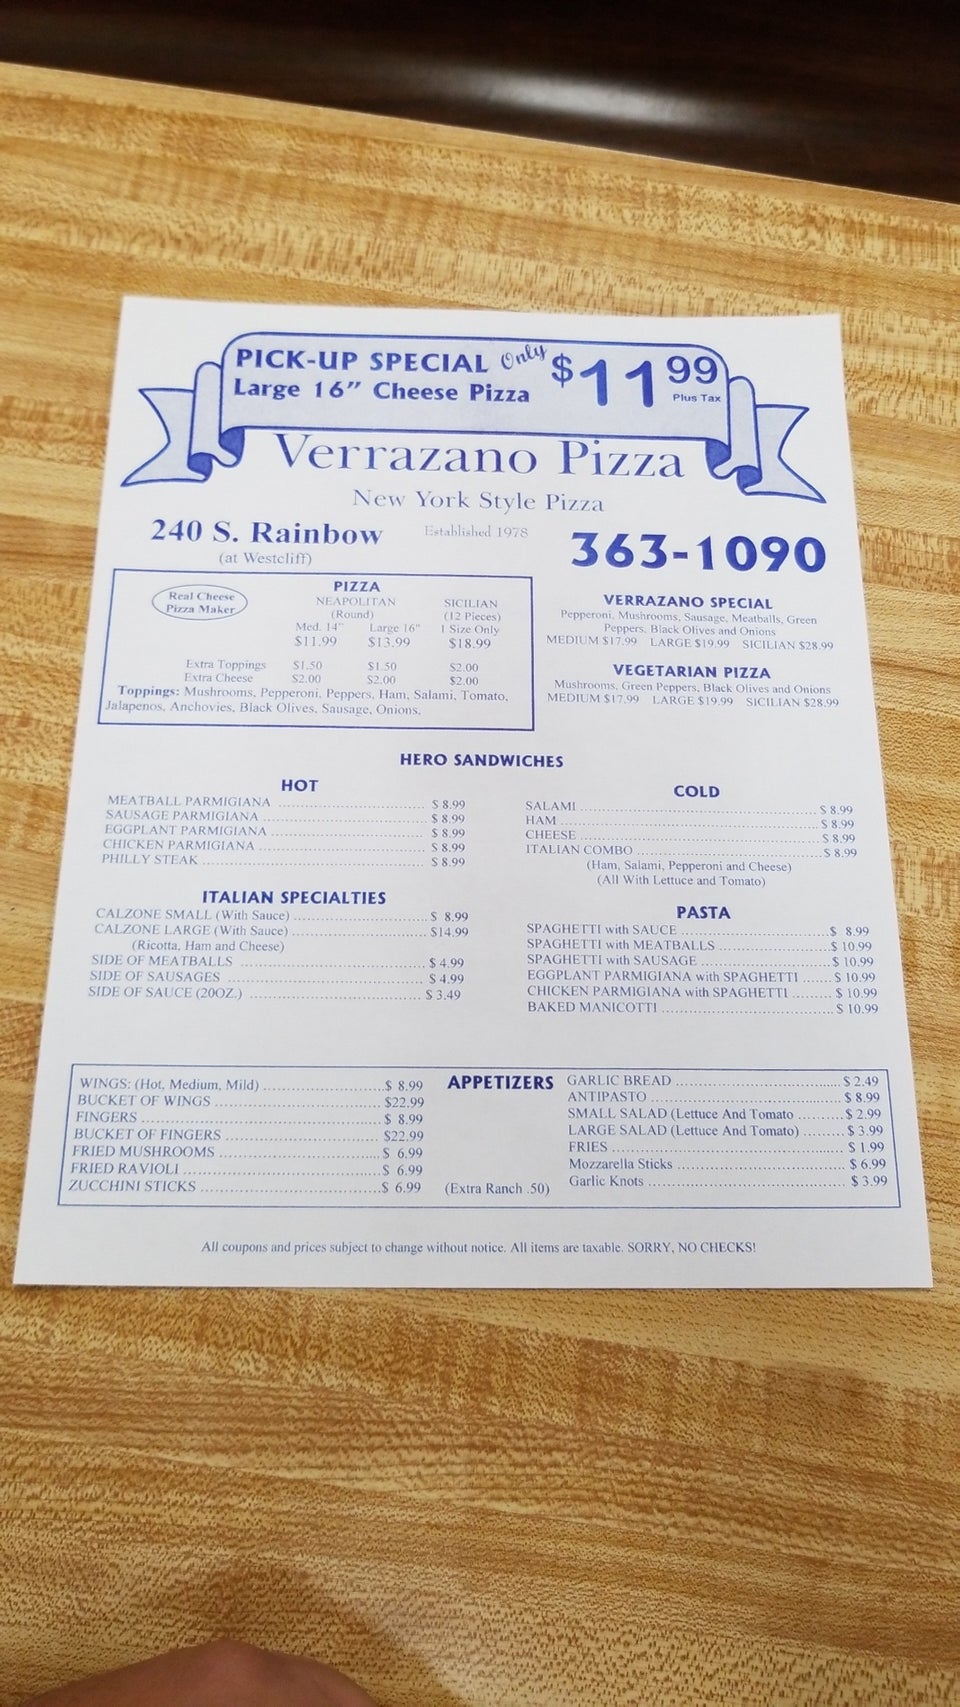 PICK-UP SPECIAL Only $11.99
Large 16" Cheese Pizza Plus Tax
Verrazano Pizza
New York Style Pizza
240 S. Rainbow
(at Westcliff)
Established 1978
363-1090
Real Cheese
Pizza Maker
PIZZA
NEAPOLITAN SICILIAN
(Round) (12 Pieces)
Med. 14" Large 16" 1 Size Only
$11.99 $13.99 $18.99
Extra Toppings $1.50 $1.50 $2.00
Extra Cheese $2.00 $2.00 $2.00
Toppings: Mushrooms, Pepperoni, Peppers, Ham, Salami, Tomato,
Jalapenos, Anchovies, Black Olives, Sausage, Onions.
VERRAZANO SPECIAL
Pepperoni, Mushrooms, Sausage, Meatballs, Green
Peppers, Black Olives and Onions
MEDIUM $17.99 LARGE $19.99 SICILIAN $28.99
VEGETARIAN PIZZA
Mushrooms, Green Peppers, Black Olives and Onions
MEDIUM $17.99 LARGE $19.99 SICILIAN $28.99
HERO SANDWICHES
HOT
MEATBALL PARMIGIANA $ 8.99
SAUSAGE PARMIGIANA $ 8.99
EGGPLANT PARMIGIANA $ 8.99
CHICKEN PARMIGIANA $ 8.99
PHILLY STEAK $ 8.99
COLD
SALAMI $ 8.99
HAM $ 8.99
CHEESE $ 8.99
ITALIAN COMBO $ 8.99
(Ham, Salami, Pepperoni and Cheese)
(All With Lettuce and Tomato)
ITALIAN SPECIALTIES
CALZONE SMALL (With Sauce) $ 8.99
CALZONE LARGE (With Sauce) $14.99
(Ricotta, Ham and Cheese)
SIDE OF MEATBALLS $ 4.99
SIDE OF SAUSAGES $ 4.99
SIDE OF SAUCE (20OZ.) $ 3.49
PASTA
SPAGHETTI with SAUCE $ 8.99
SPAGHETTI with MEATBALLS $ 10.99
SPAGHETTI with SAUSAGE $ 10.99
EGGPLANT PARMIGIANA with SPAGHETTI $ 10.99
CHICKEN PARMIGIANA with SPAGHETTI $ 10.99
BAKED MANICOTTI $ 10.99
APPETIZERS
WINGS: (Hot, Medium, Mild) $ 8.99
BUCKET OF WINGS $22.99
FINGERS $ 8.99
BUCKET OF FINGERS $22.99
FRIED MUSHROOMS $ 6.99
FRIED RAVIOLI $ 6.99
ZUCCHINI STICKS $ 6.99
(Extra Ranch .50)
GARLIC BREAD $ 2.49
ANTIPASTO $ 8.99
SMALL SALAD (Lettuce And Tomato $ 2.99
LARGE SALAD (Lettuce And Tomato) $ 3.99
FRIES $ 1.99
Mozzarella Sticks $ 6.99
Garlic Knots $ 3.99
All coupons and prices subject to change without notice. All items are taxable. SORRY, NO CHECKS!